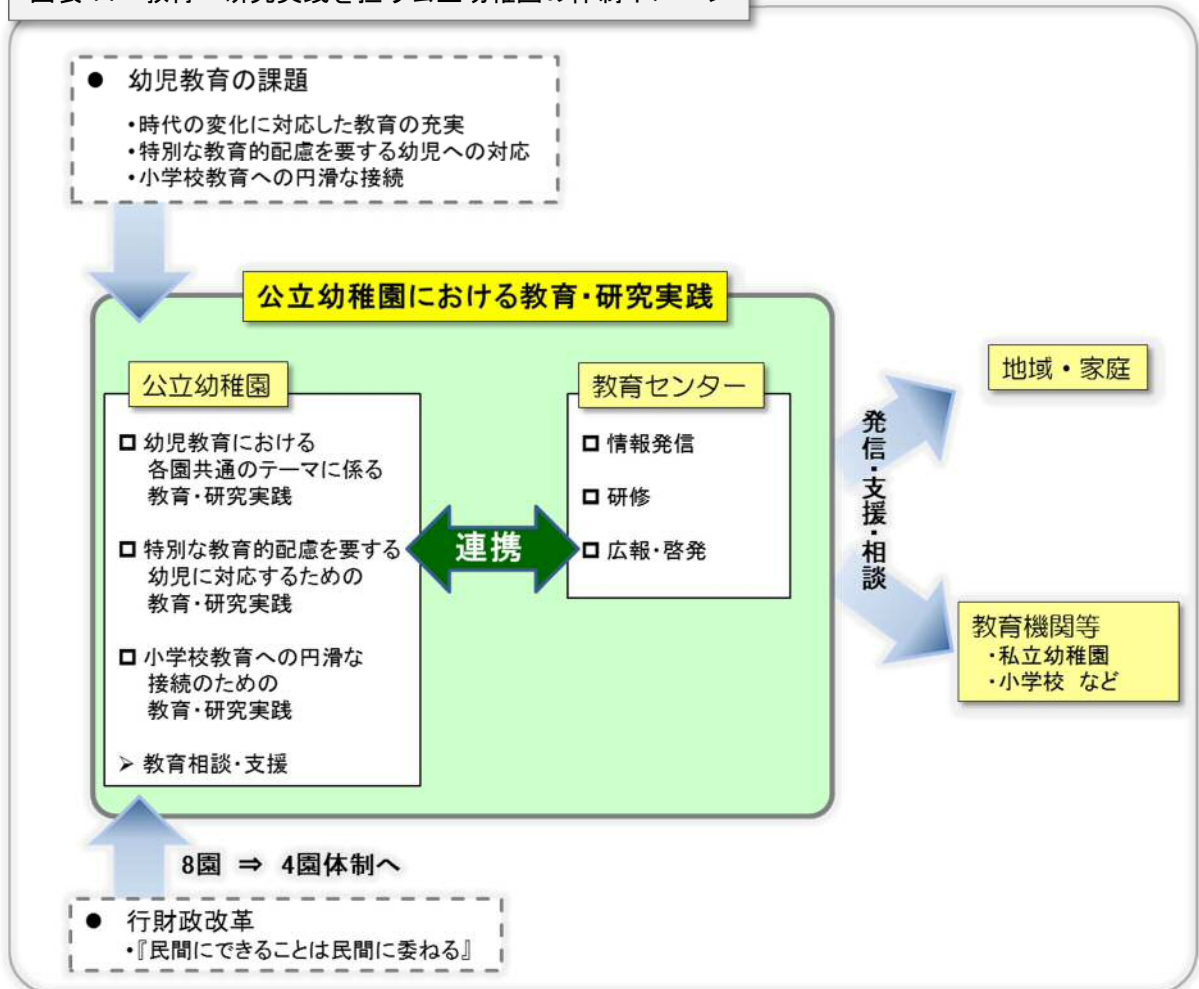 ● 幼児教育の課題
・時代の変化に対応した教育の充実
・特別な教育的配慮を要する幼児への対応
・小学校教育への円滑な接続
公立幼稚園における教育・研究実践
公立幼稚園
幼児教育における
各園共通のテーマに係る
教育・研究実践
特別な教育的配慮を要する
幼児に対応するための
教育・研究実践
小学校教育への円滑な
接続のための
教育・研究実践
教育相談・支援
連携
教育センター
情報発信
研修
広報・啓発
発信・支援・相談
地域・家庭
教育機関等
・私立幼稚園
・小学校 など
8園 ⇒ 4園体制へ
● 行財政改革
・『民間にできることは民間に委ねる』